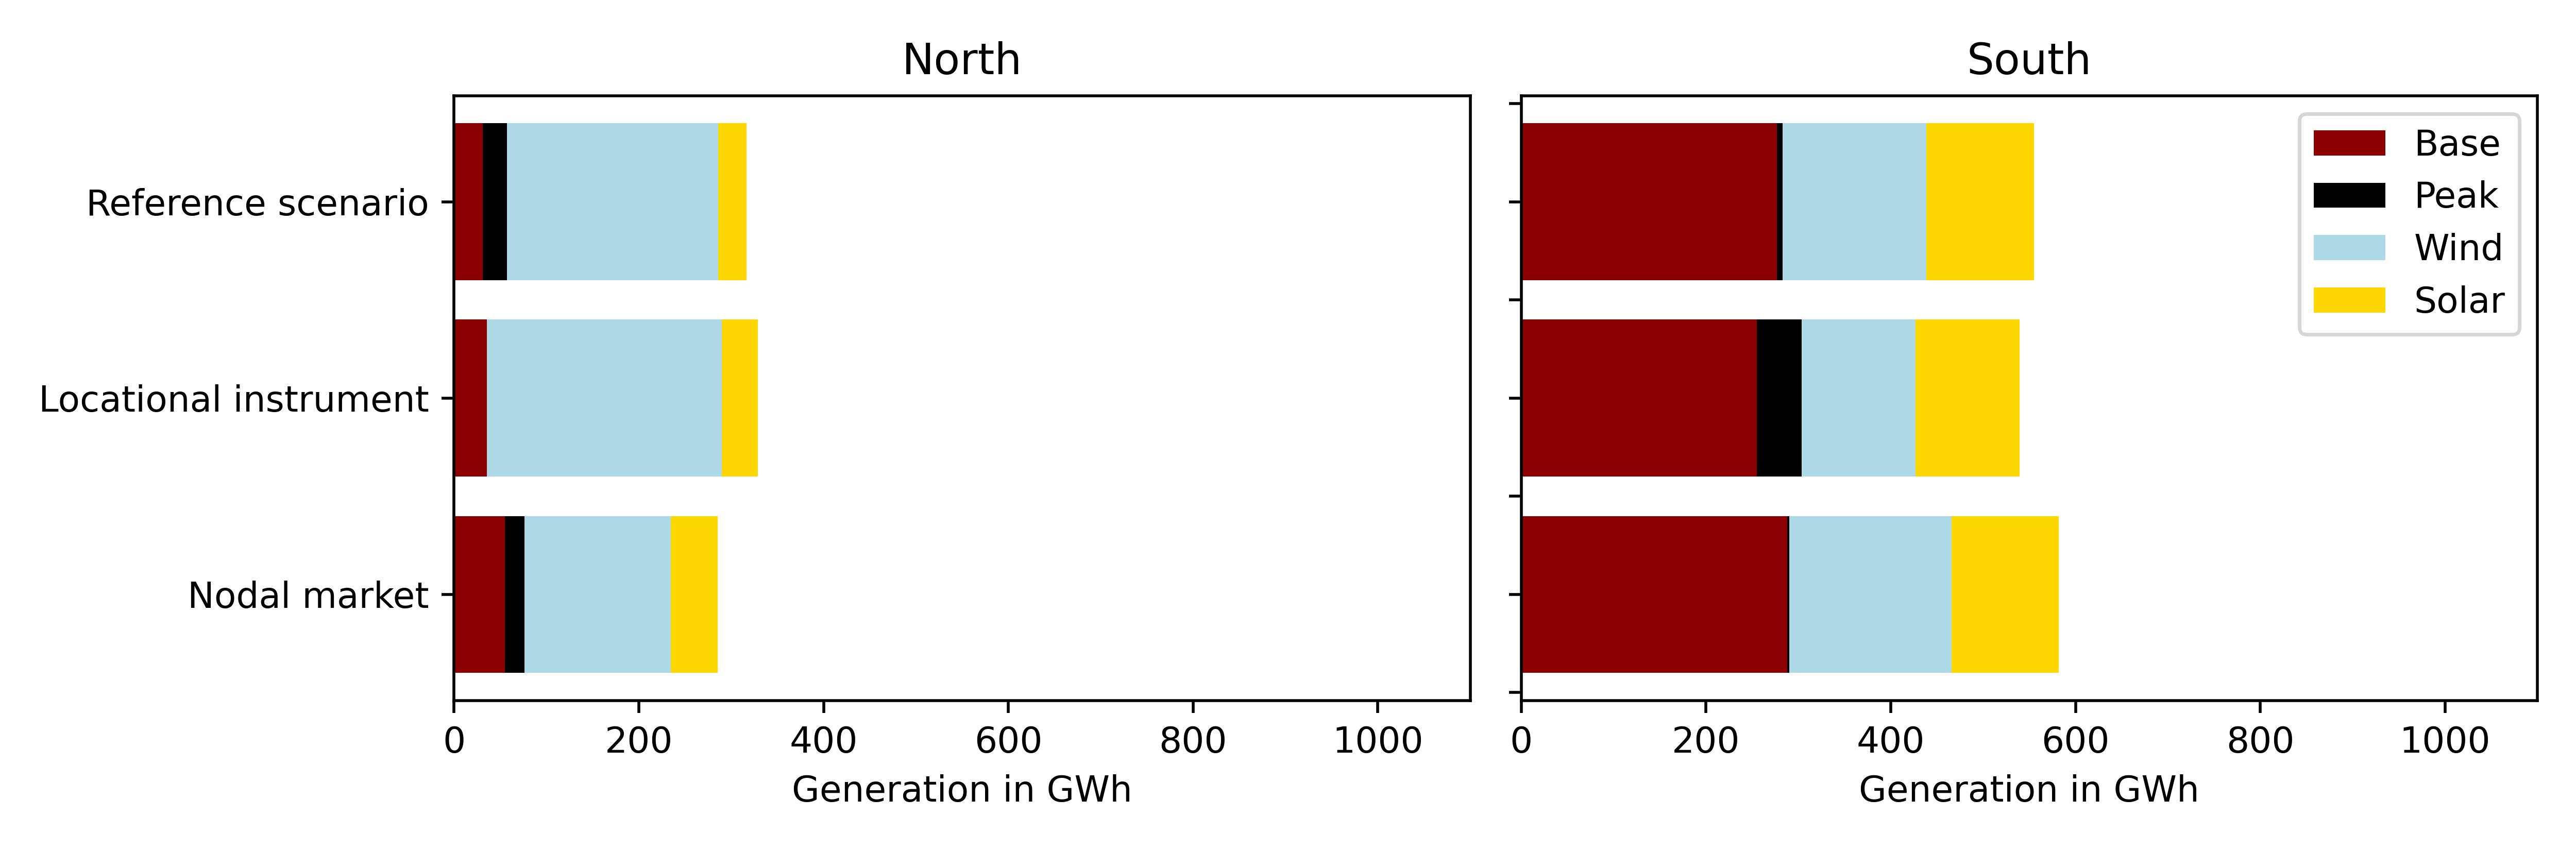 North
South
Reference scenario
Locational instrument
Nodal market
Base
Peak
Wind
Solar
0 200 400 600 800 1000
0 200 400 600 800 1000
Generation in GWh
Generation in GWh